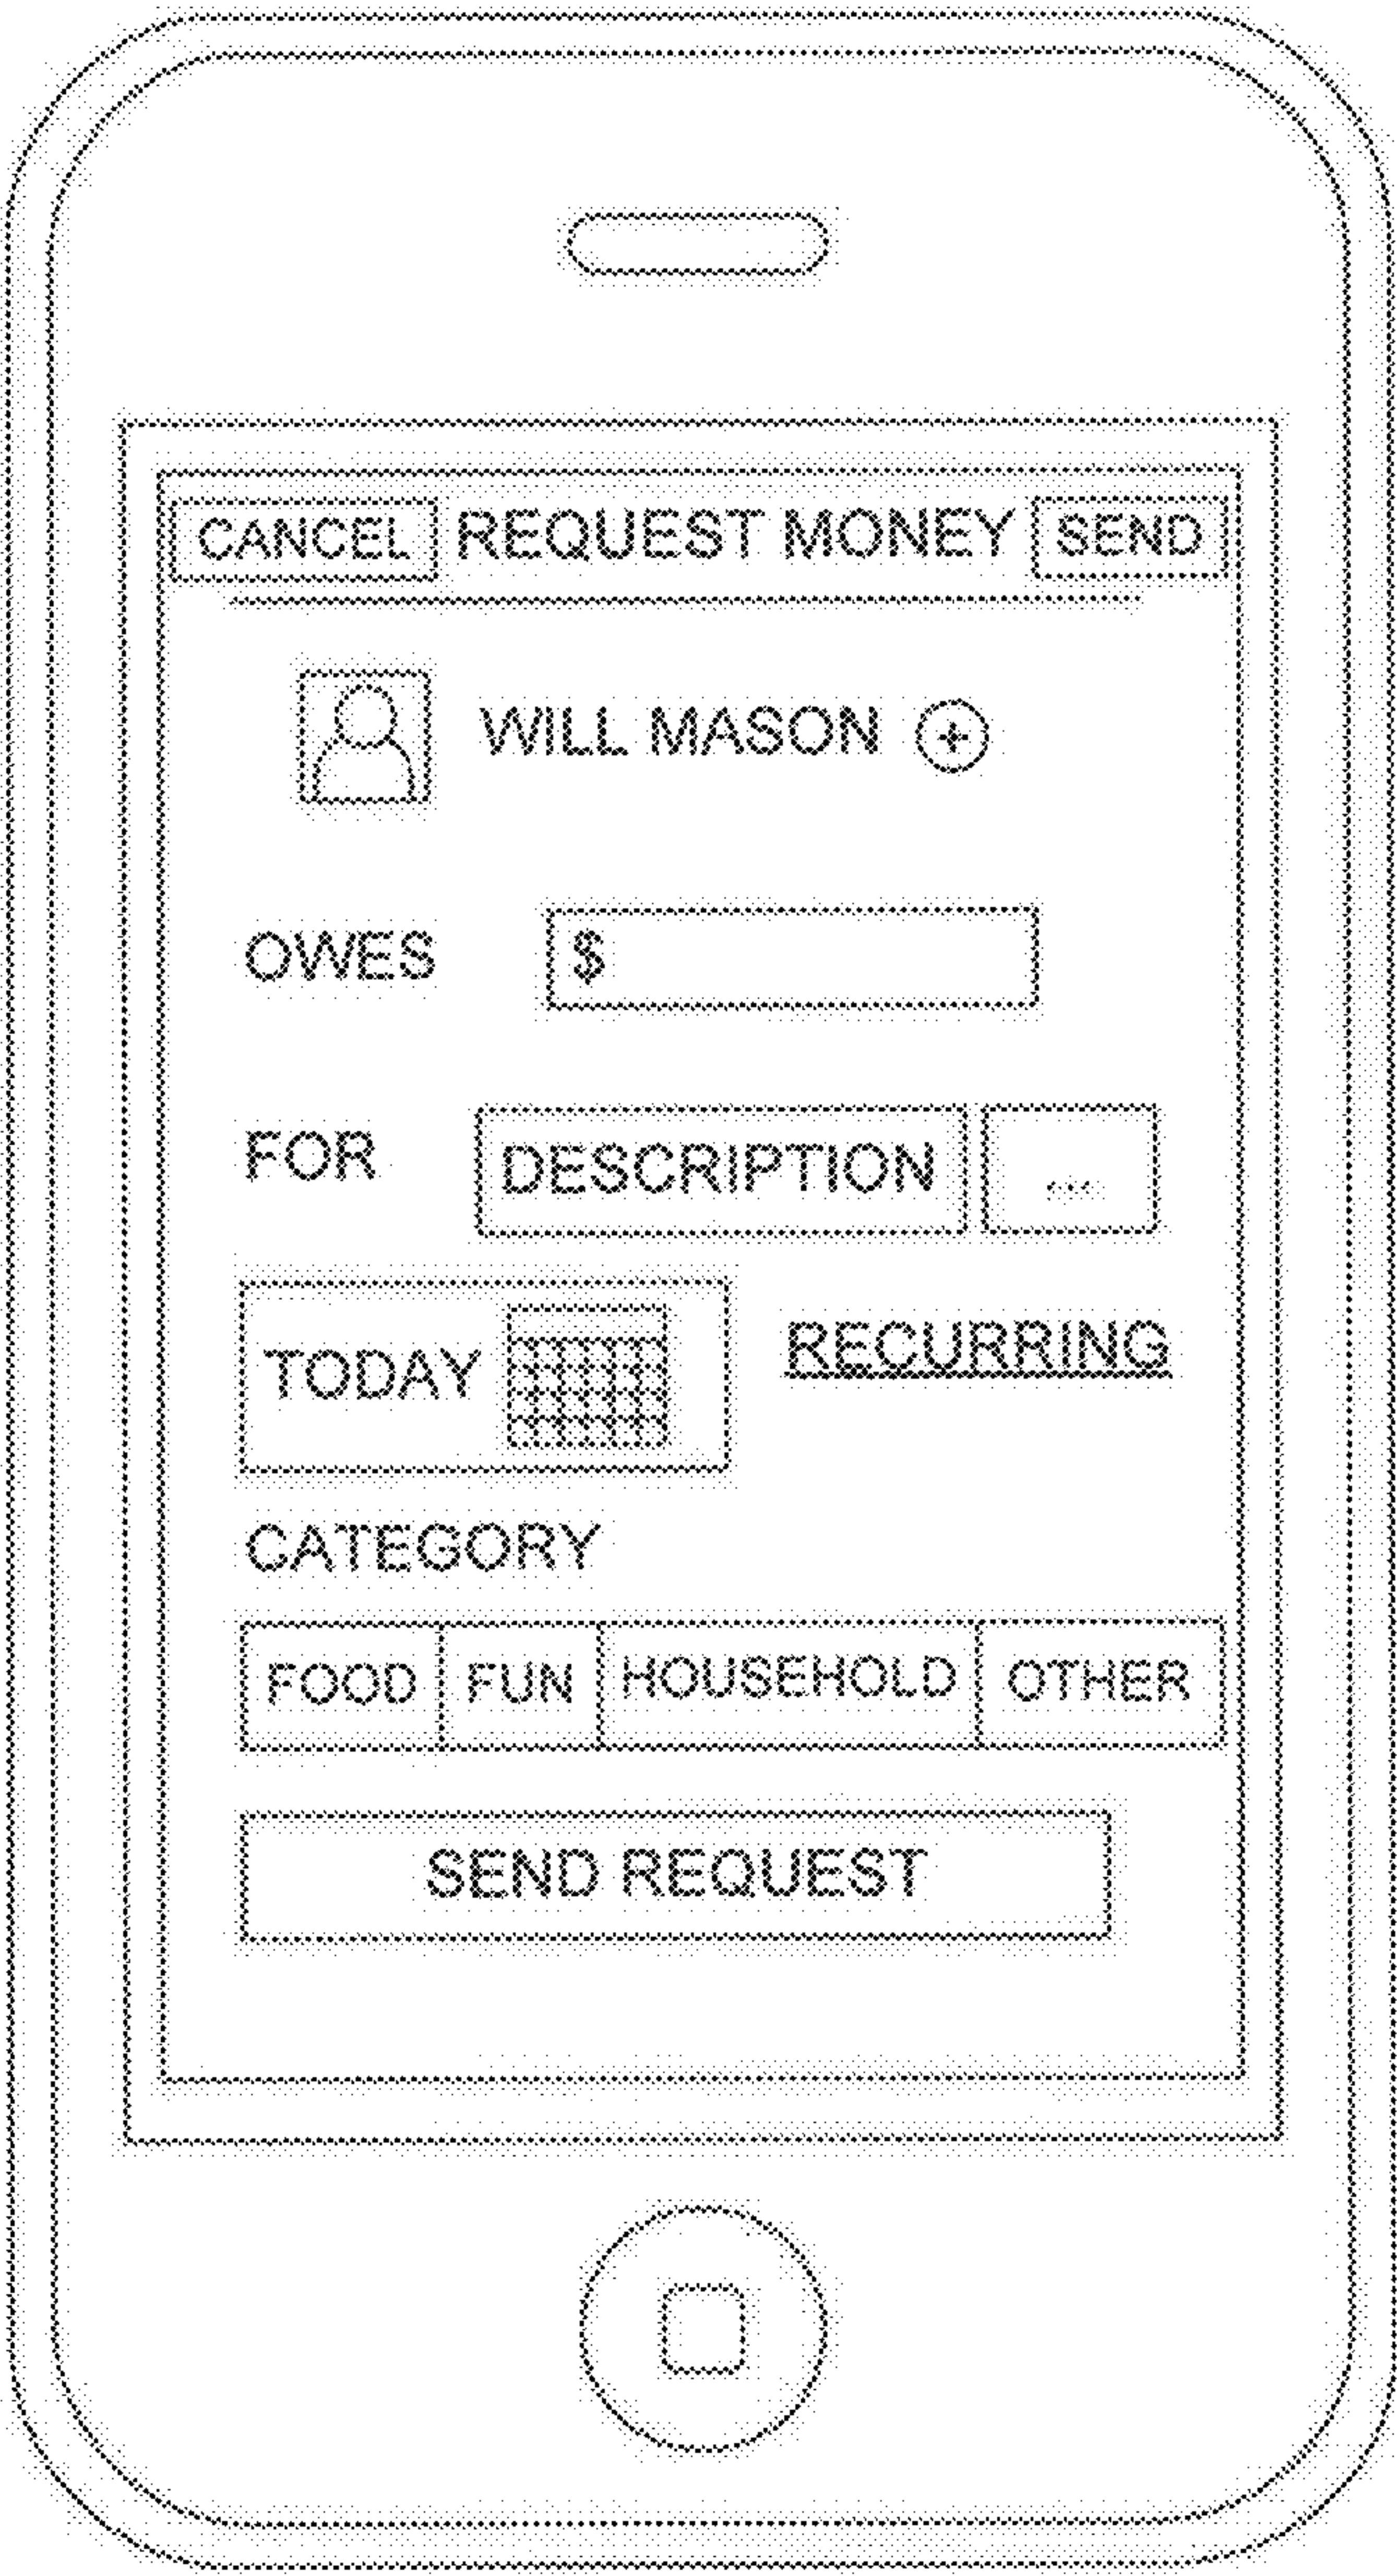 CANCEL REQUEST MONEY SEND
WILL MASON +
OWES $
FOR DESCRIPTION ...
TODAY RECURRING
CATEGORY
FOOD FUN HOUSEHOLD OTHER
SEND REQUEST